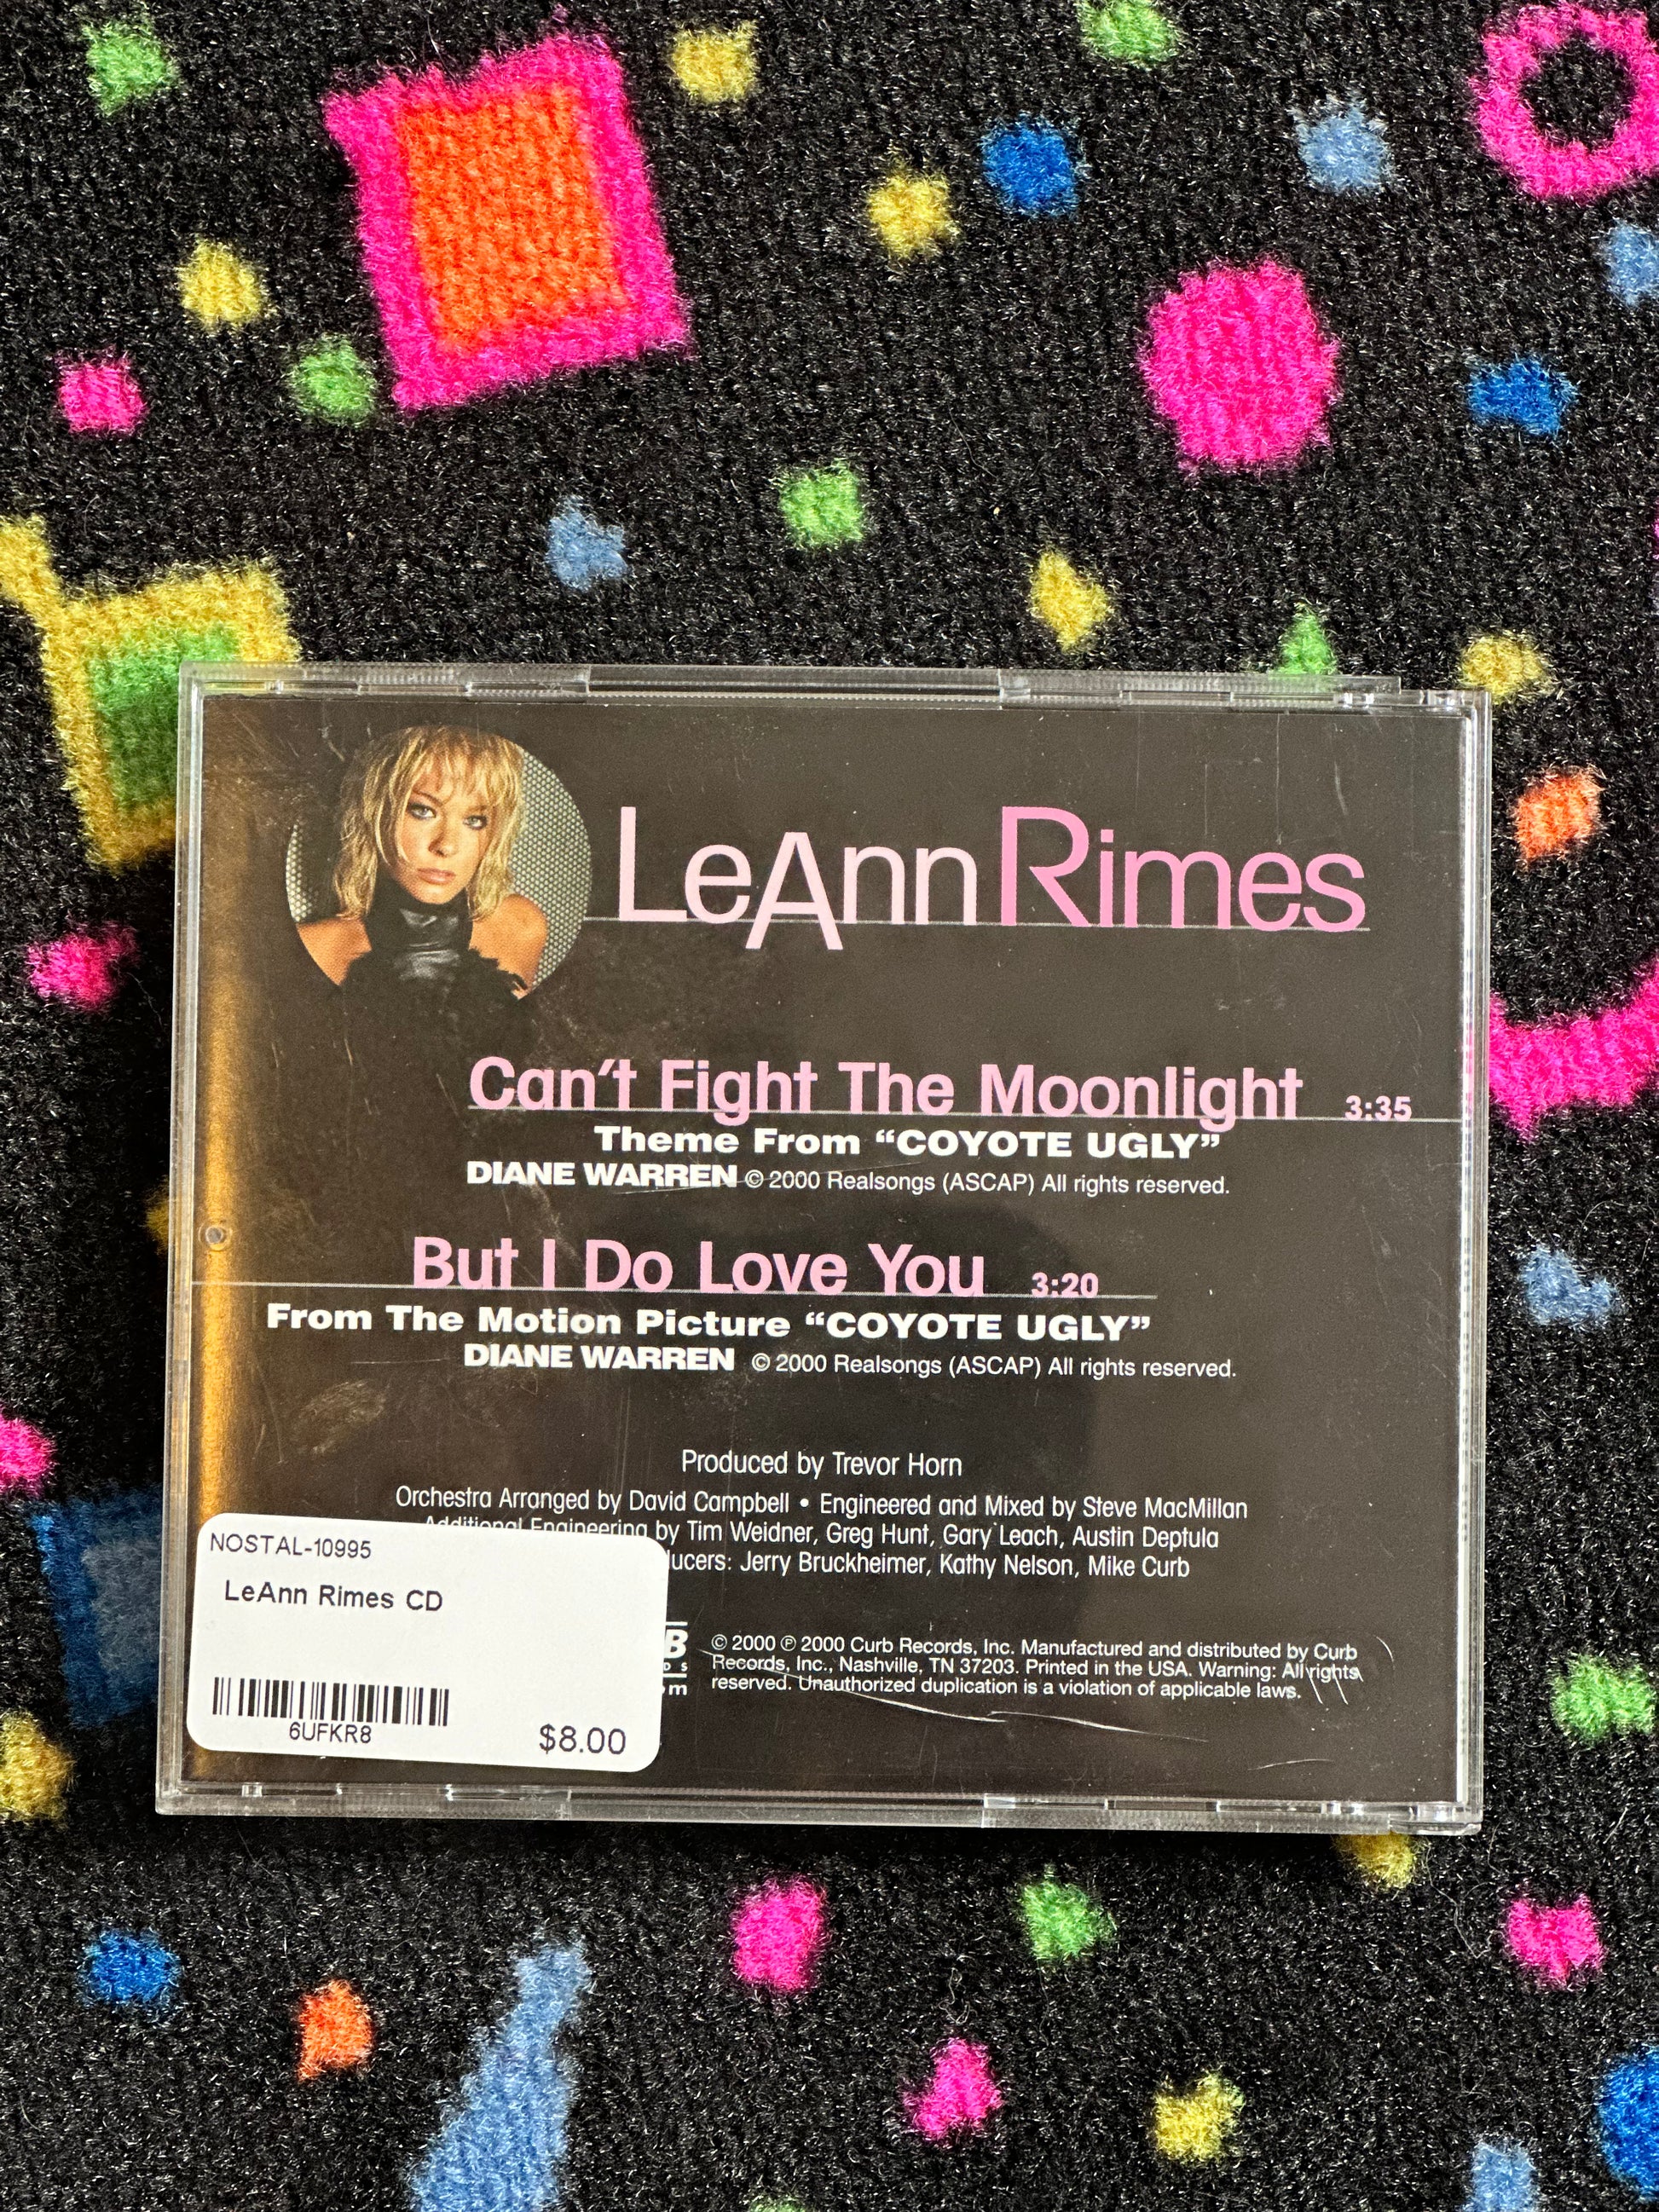 LeAnn Rimes
Can't Fight The Moonlight 3:35
Theme From “COYOTE UGLY”
DIANE WARREN © 2000 Realsongs (ASCAP) All rights reserved.
But I Do Love You 3:20
From The Motion Picture “COYOTE UGLY”
DIANE WARREN © 2000 Realsongs (ASCAP) All rights reserved.
Produced by Trevor Horn
Orchestra Arranged by David Campbell • Engineered and Mixed by Steve MacMillan
Additional Engineering by Tim Weidner, Greg Hunt, Gary Leach, Austin Deptula
Jerry Bruckheimer, Kathy Nelson, Mike Curb
© 2000 ℗ 2000 Curb Records, Inc. Manufactured and distributed by Curb
Records, Inc., Nashville, TN 37203. Printed in the USA. Warning: All rights
reserved. Unauthorized duplication is a violation of applicable laws.
NOSTAL-10995
LeAnn Rimes CD
6UFKR8
$8.00